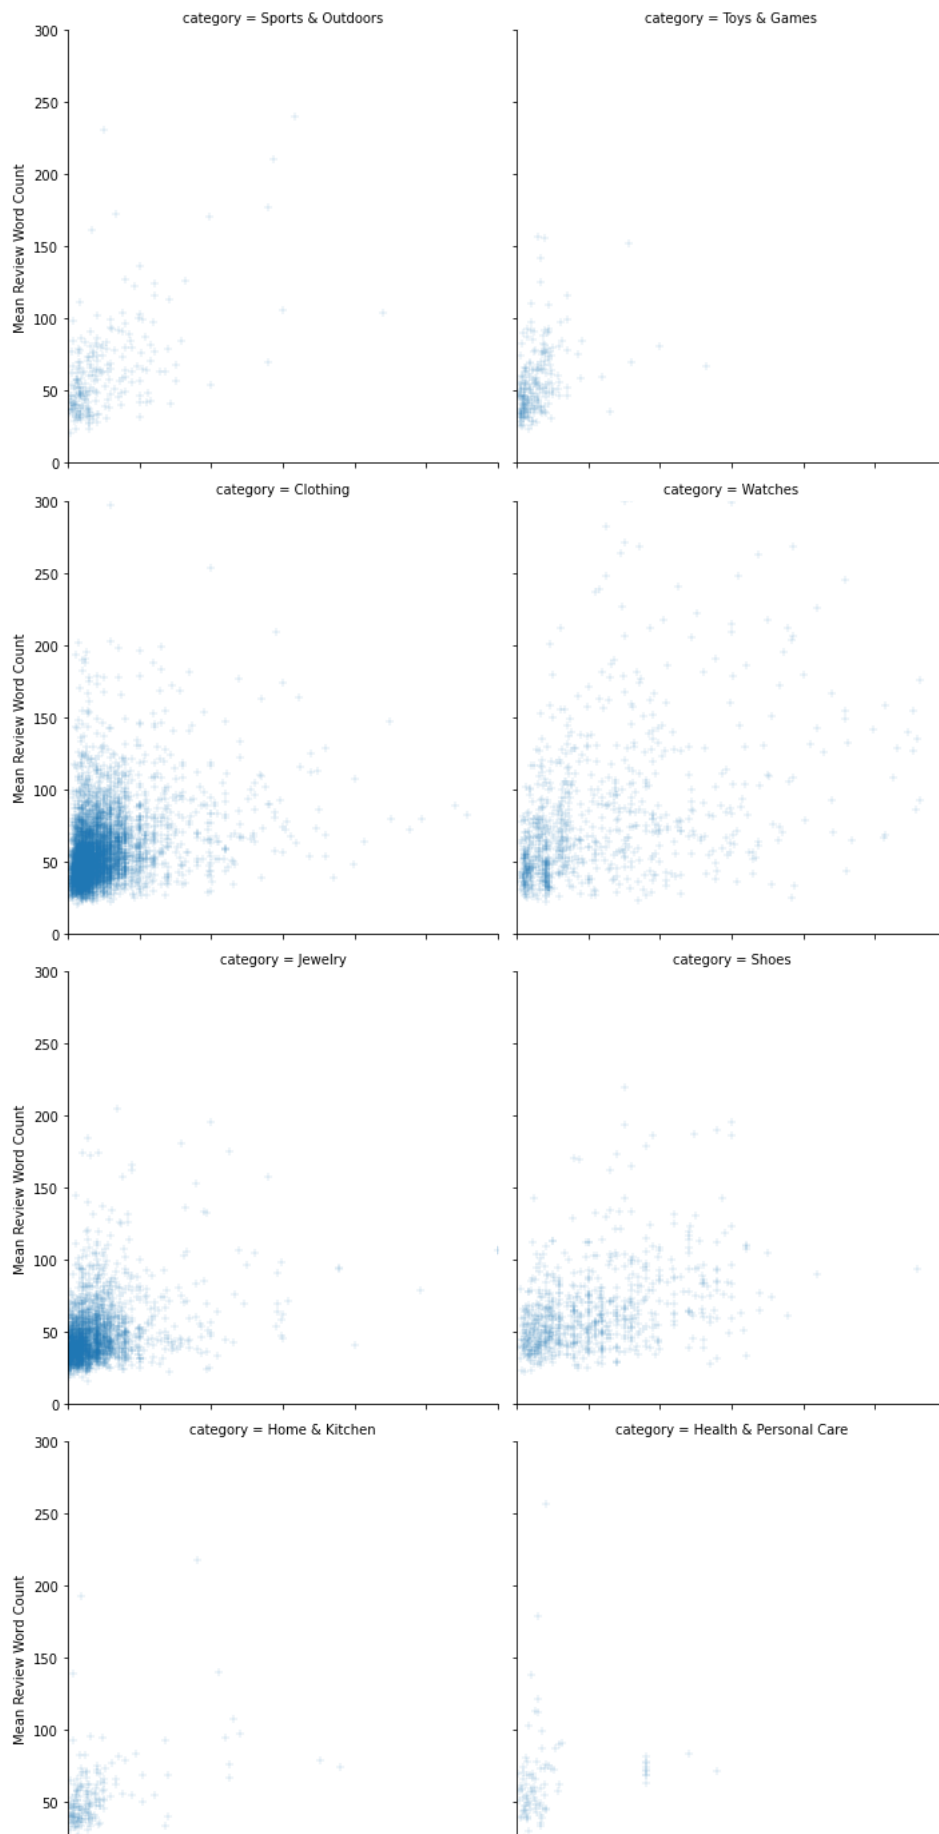 category = Sports & Outdoors
category = Toys & Games
300
250
200
150
100
50
0
Mean Review Word Count
category = Clothing
category = Watches
300
250
200
150
100
50
0
Mean Review Word Count
category = Jewelry
category = Shoes
300
250
200
150
100
50
0
Mean Review Word Count
category = Home & Kitchen
category = Health & Personal Care
300
250
200
150
100
50
Mean Review Word Count